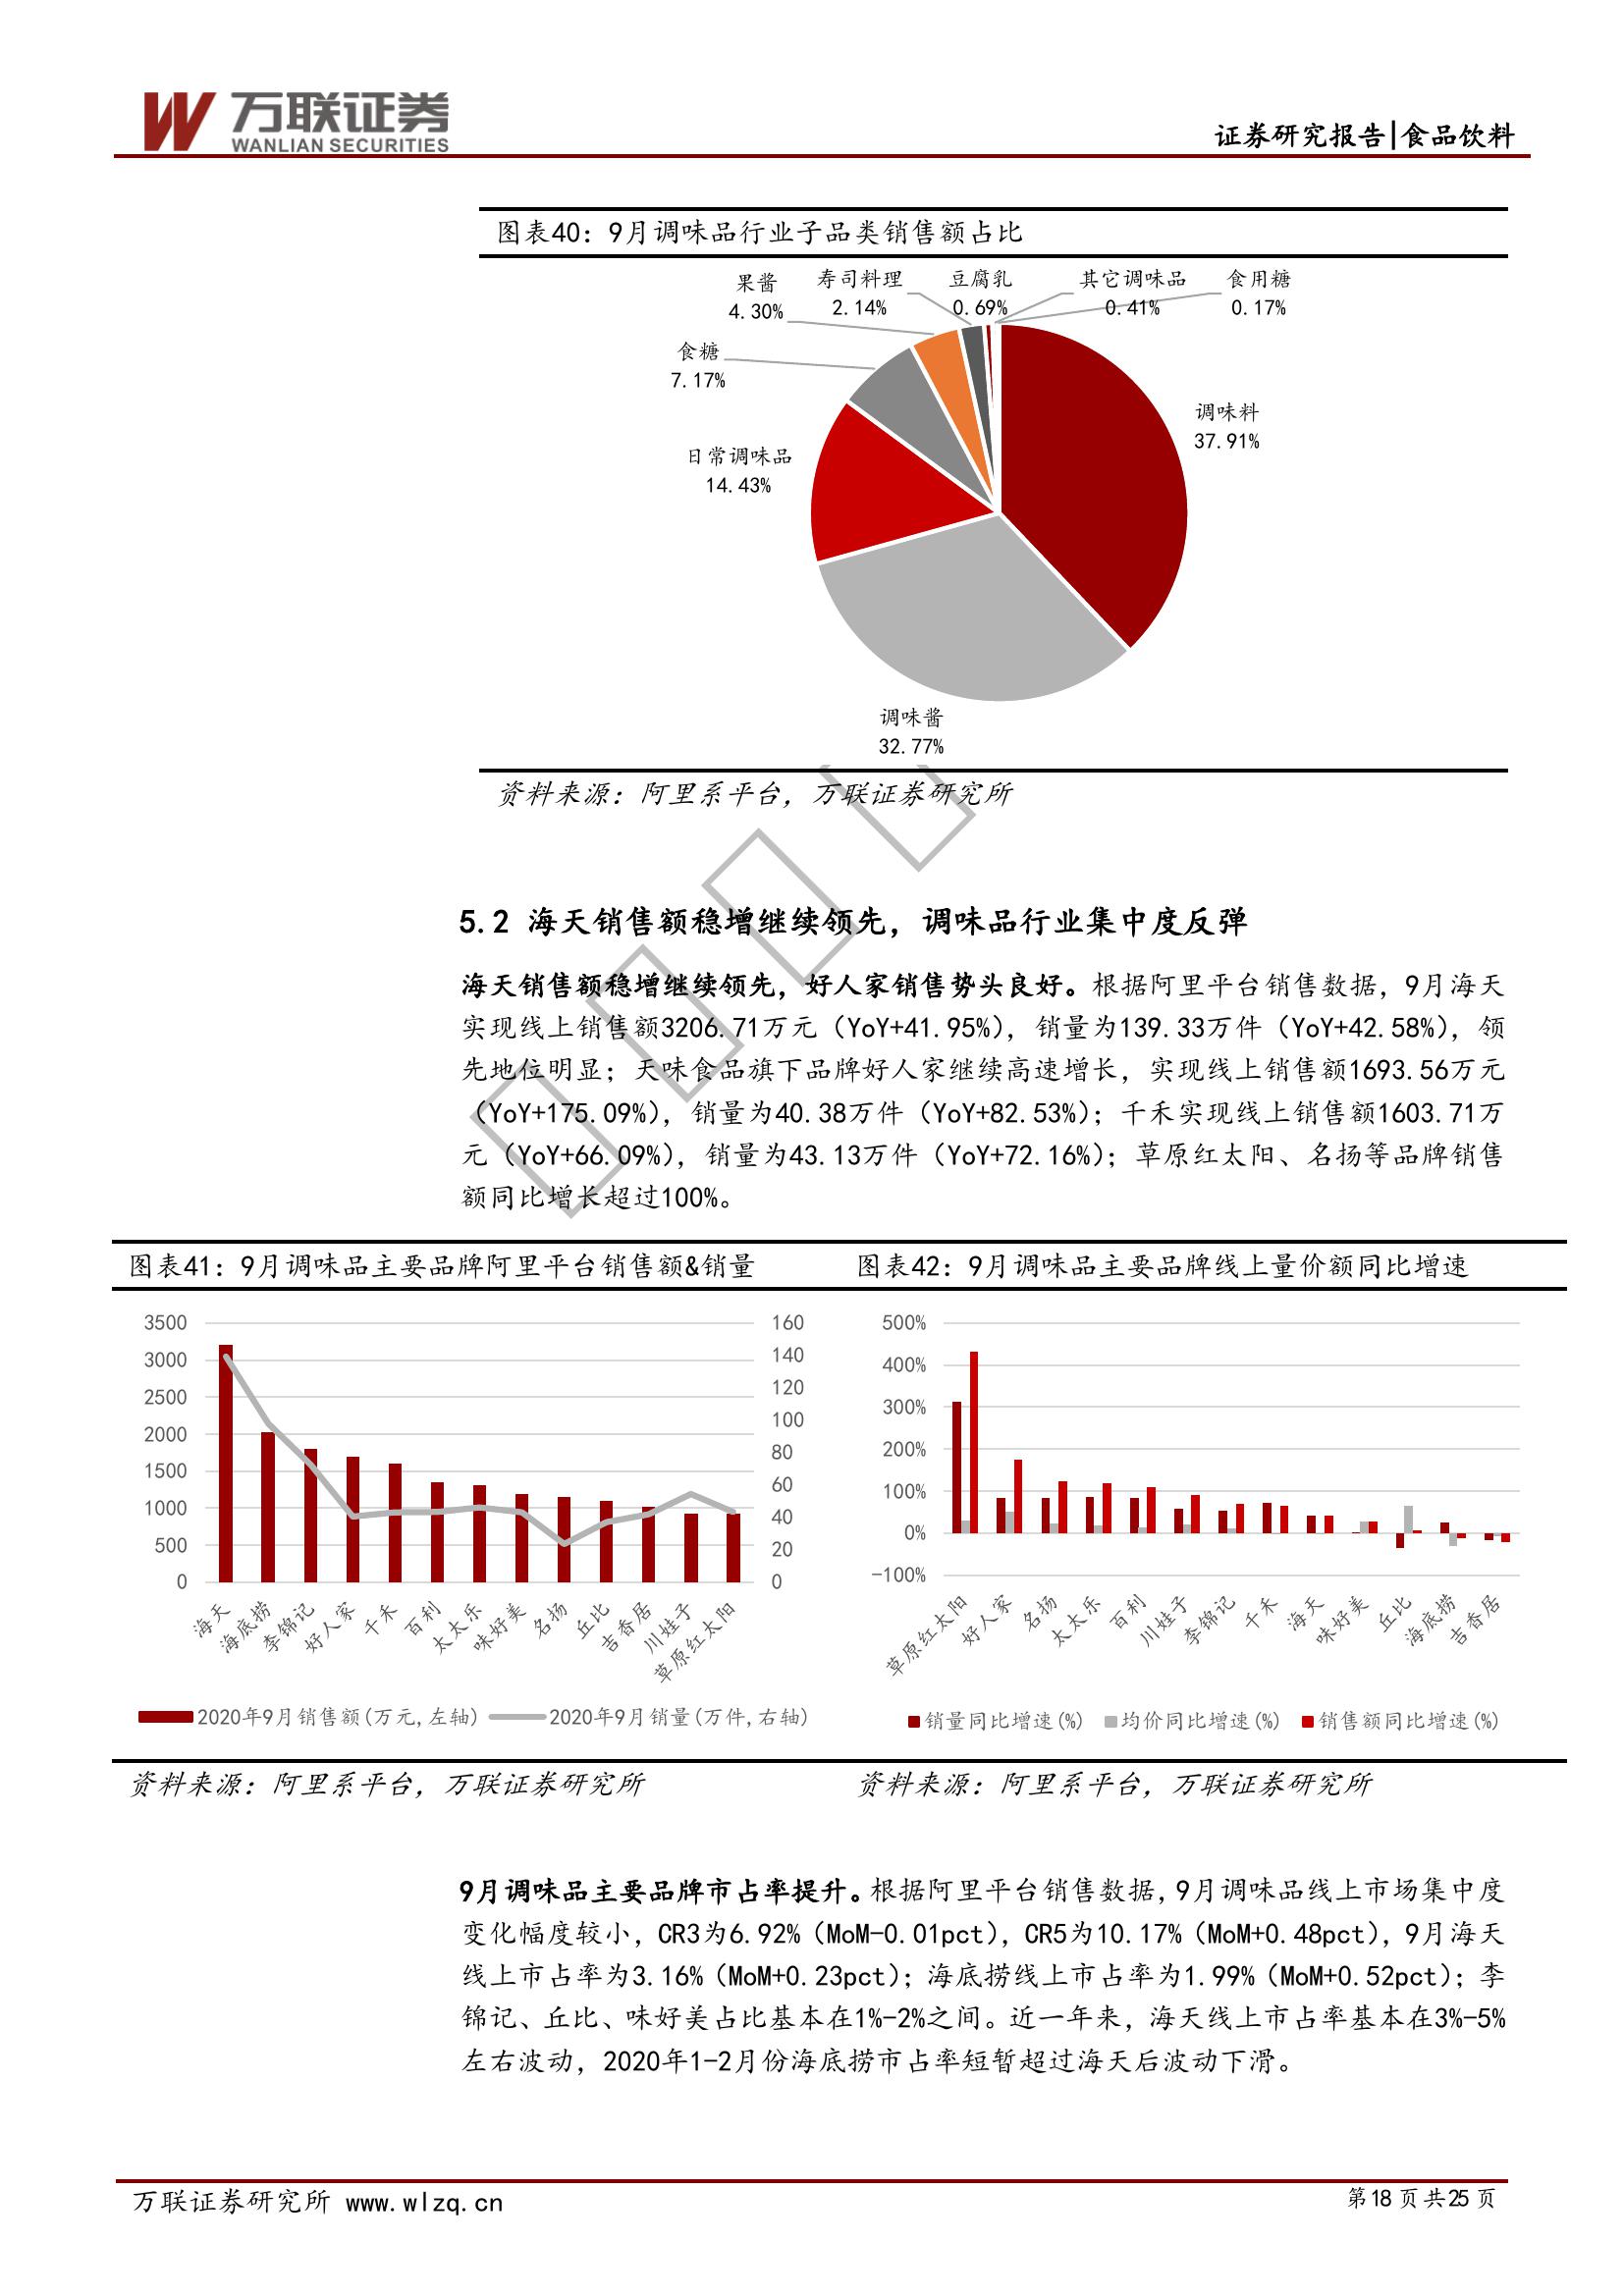 万联证券
WANLIAN SECURITIES
证券研究报告|食品饮料
图表40：9月调味品行业子品类销售额占比
果酱
4.30%
寿司料理
2.14%
豆腐乳
0.69%
其它调味品
0.41%
食用糖
0.17%
食糖
7.17%
调味料
37.91%
日常调味品
14.43%
调味酱
32.77%
资料来源：阿里系平台，万联证券研究所
5.2 海天销售额稳增继续领先，调味品行业集中度反弹
海天销售额稳增继续领先，好人家销售势头良好。根据阿里平台销售数据，9月海天
实现线上销售额3206.71万元（YoY+41.95%），销量为139.33万件（YoY+42.58%），领
先地位明显；天味食品旗下品牌好人家继续高速增长，实现线上销售额1693.56万元
（YoY+175.09%），销量为40.38万件（YoY+82.53%）；千禾实现线上销售额1603.71万
元（YoY+66.09%），销量为43.13万件（YoY+72.16%）；草原红太阳、名扬等品牌销售
额同比增长超过100%。
图表41：9月调味品主要品牌阿里平台销售额&销量
3500
3000
2500
2000
1500
1000
500
0
160
140
120
100
80
60
40
20
0
海天
海底捞
李锦记
好人家
千禾
百利
太太乐
味好美
名扬
丘比
吉香居
川娃子
草原红太阳
2020年9月销售额(万元,左轴)
2020年9月销量(万件,右轴)
资料来源：阿里系平台，万联证券研究所
图表42：9月调味品主要品牌线上量价额同比增速
500%
400%
300%
200%
100%
0%
-100%
草原红太阳
好人家
名扬
太太乐
百利
川娃子
李锦记
千禾
海天
味好美
丘比
海底捞
吉香居
销量同比增速(%)
均价同比增速(%)
销售额同比增速(%)
资料来源：阿里系平台，万联证券研究所
9月调味品主要品牌市占率提升。根据阿里平台销售数据，9月调味品线上市场集中度
变化幅度较小，CR3为6.92%（MoM-0.01pct），CR5为10.17%（MoM+0.48pct），9月海天
线上市占率为3.16%（MoM+0.23pct）；海底捞线上市占率为1.99%（MoM+0.52pct）；李
锦记、丘比、味好美占比基本在1%-2%之间。近一年来，海天线上市占率基本在3%-5%
左右波动，2020年1-2月份海底捞市占率短暂超过海天后波动下滑。
万联证券研究所 www.wlzq.cn
第18页共25页